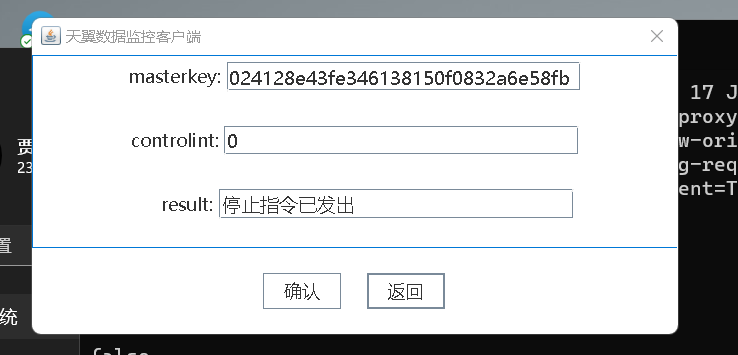 天翼数据监控客户端
masterkey: 024128e43fe346138150f0832a6e58fb
controlint: 0
result: 停止指令已发出
确认 返回
17 J
proxy
w-ori
g-req
ent=T
贾
23
置
统
false